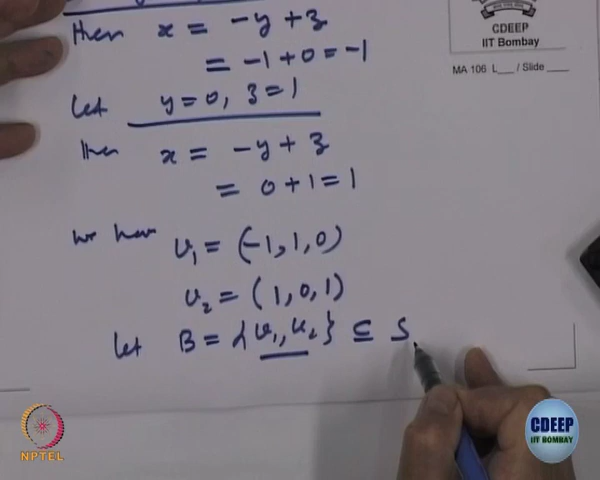 then x = -y + z
= -1 + 0 = -1
Let y = 0, z = 1
then x = -y + z
= 0 + 1 = 1
We have v₁ = (-1, 1, 0)
v₂ = (1, 0, 1)
Let B = {v₁, v₂} ⊆ S
CDEEP
IIT Bombay
MA 106 L___ / Slide ____
NPTEL
CDEEP
IIT BOMBAY